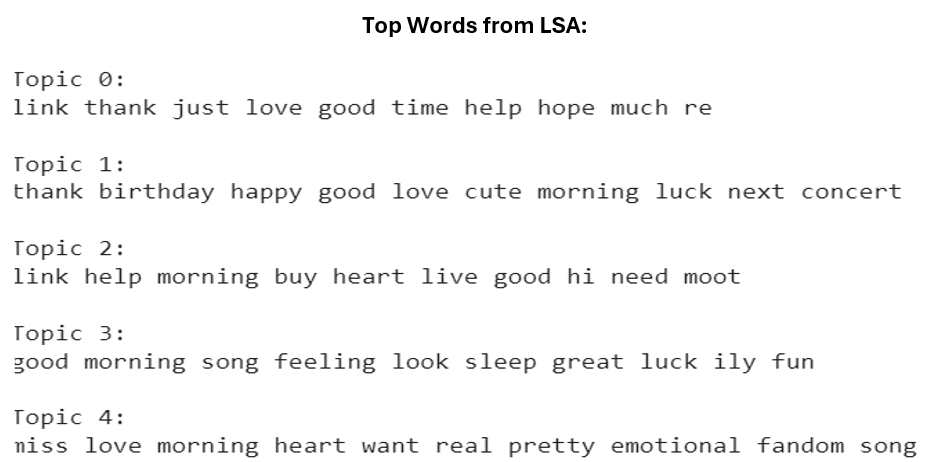 Top Words from LSA:
Topic 0:
link thank just love good time help hope much re
Topic 1:
thank birthday happy good love cute morning luck next concert
Topic 2:
link help morning buy heart live good hi need moot
Topic 3:
good morning song feeling look sleep great luck ily fun
Topic 4:
miss love morning heart want real pretty emotional fandom song